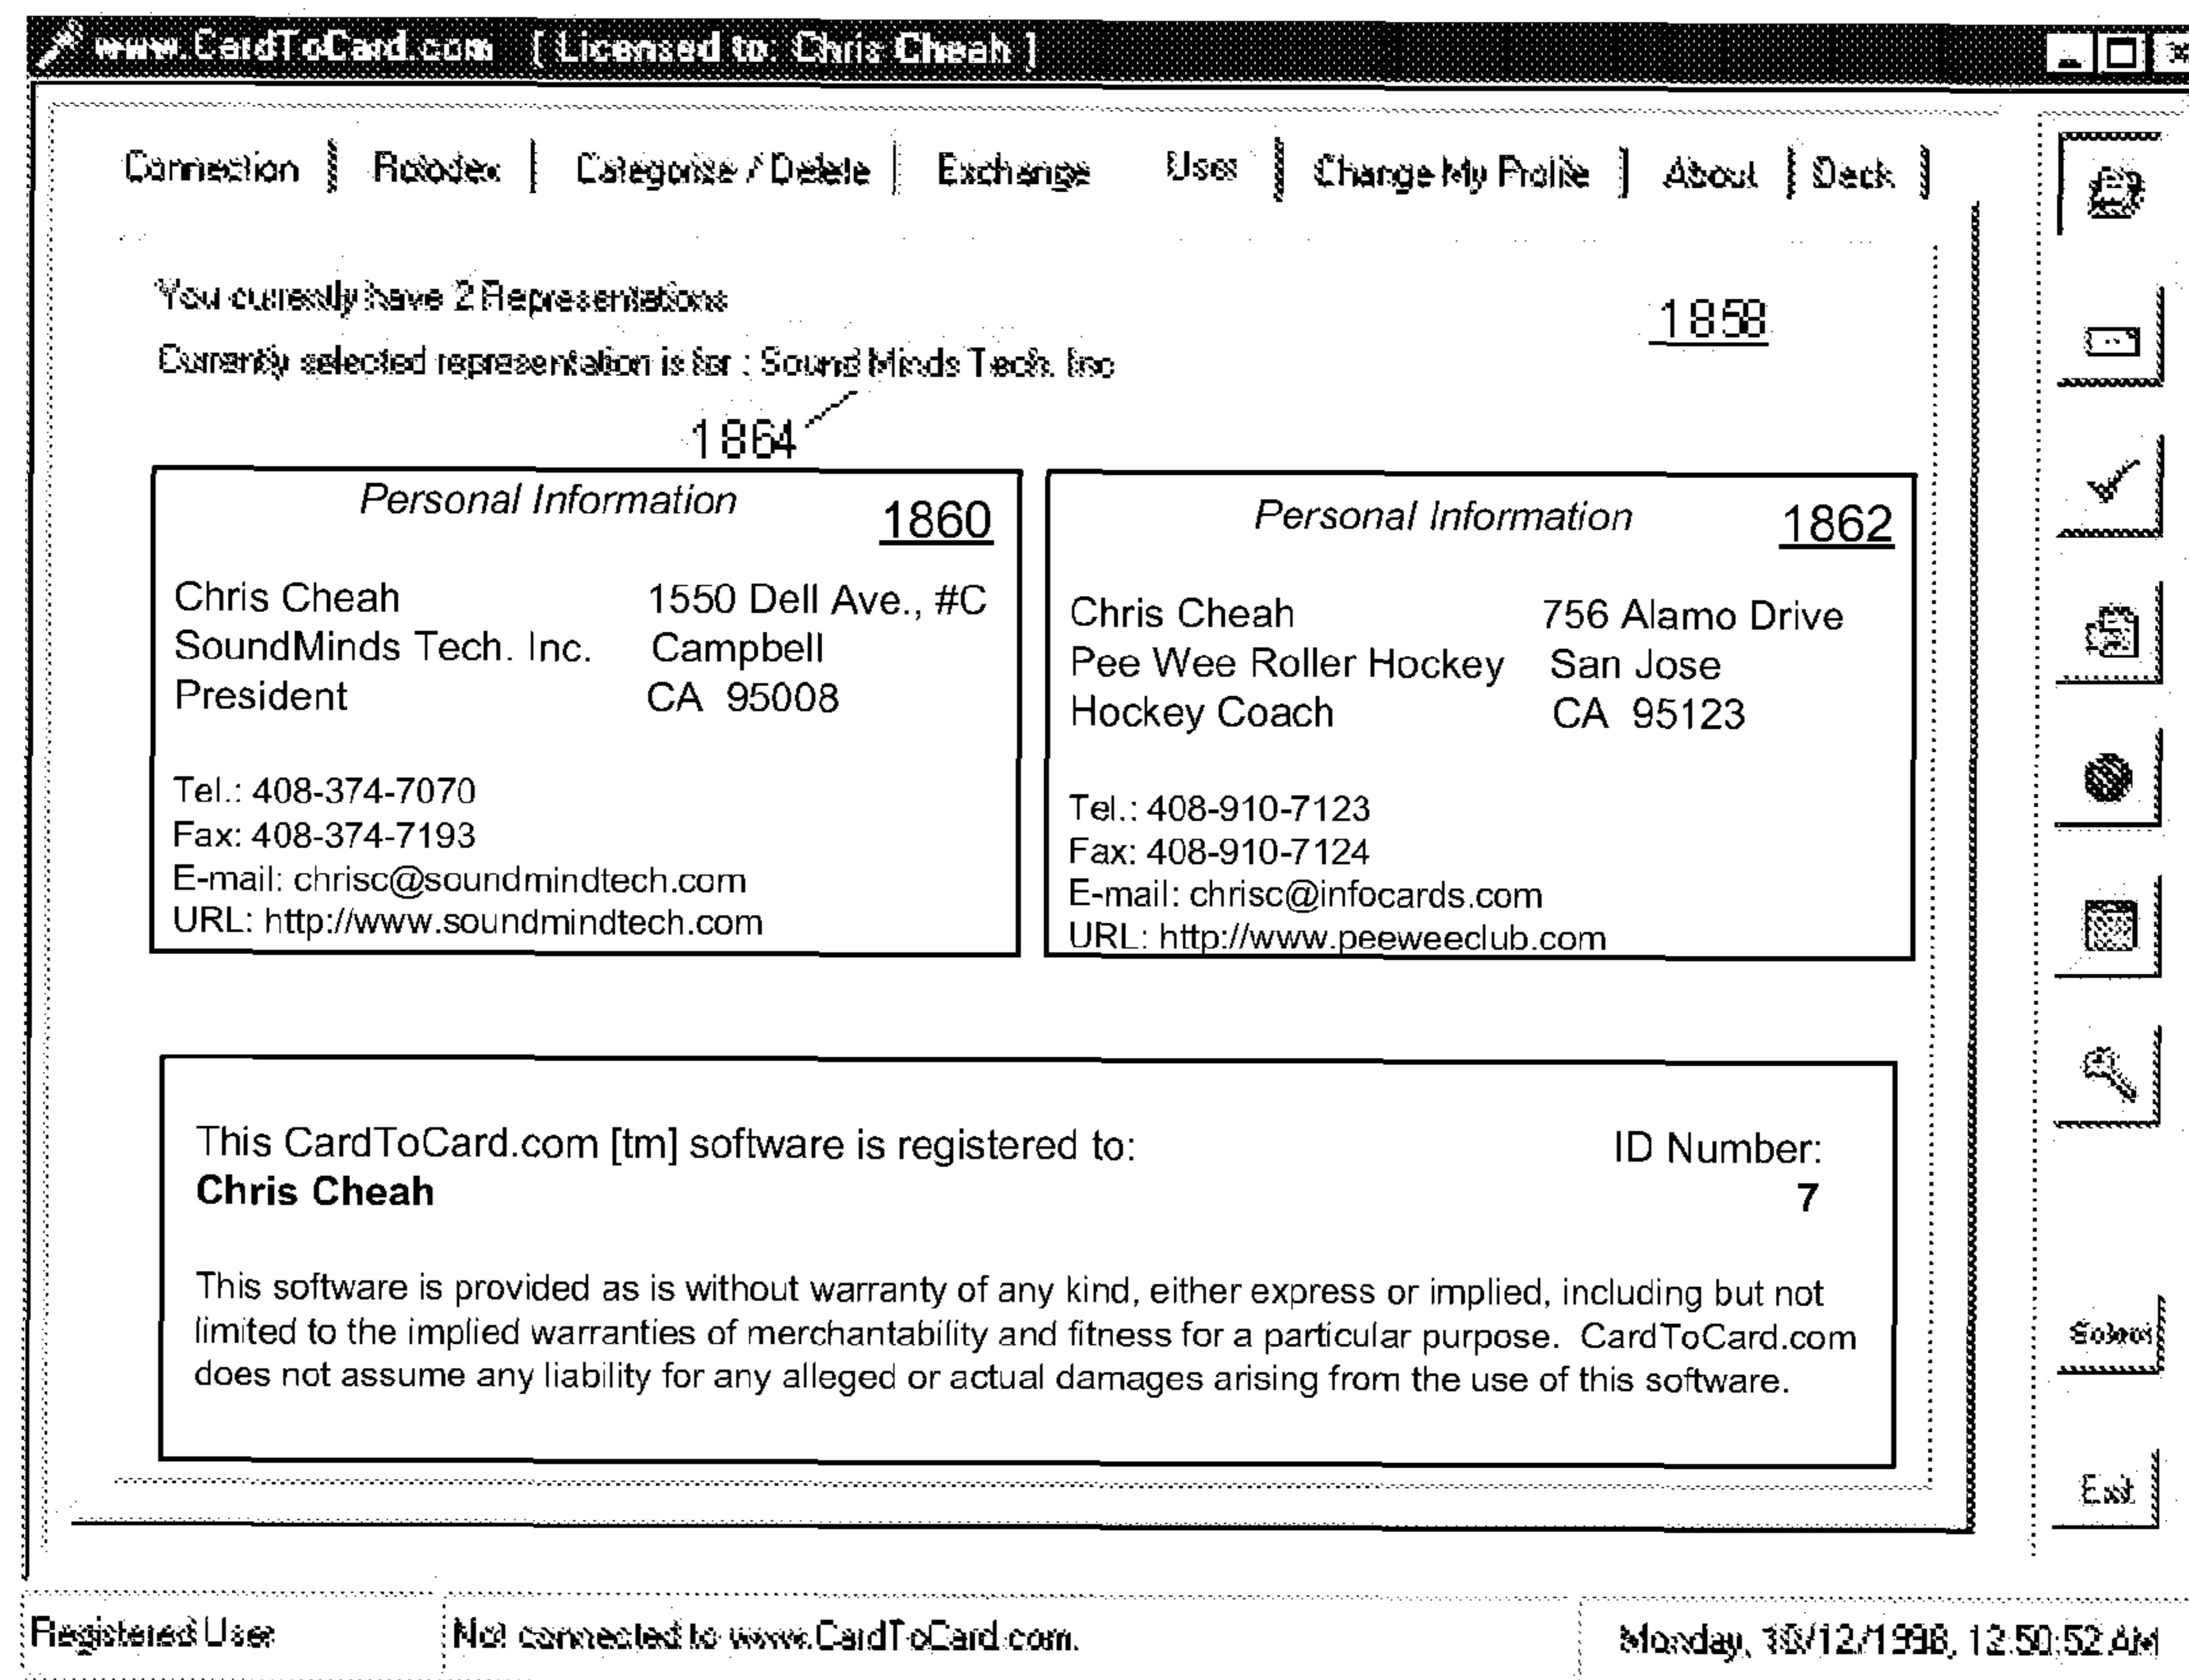 www.CardToCard.com [ Licensed to: Chris Cheah ]
Connection | Rolodex | Categorize / Delete | Exchange User | Change My Profile | About | Deck |
You currently have 2 Representations
1858
Currently selected representation is for : Sound Minds Tech. Inc
1864
Personal Information 1860
Chris Cheah 1550 Dell Ave., #C
SoundMinds Tech. Inc. Campbell
President CA 95008
Tel.: 408-374-7070
Fax: 408-374-7193
E-mail: chrisc@soundmindtech.com
URL: http://www.soundmindtech.com
Personal Information 1862
Chris Cheah 756 Alamo Drive
Pee Wee Roller Hockey San Jose
Hockey Coach CA 95123
Tel.: 408-910-7123
Fax: 408-910-7124
E-mail: chrisc@infocards.com
URL: http://www.peeweeclub.com
This CardToCard.com [tm] software is registered to: ID Number:
Chris Cheah 7
This software is provided as is without warranty of any kind, either express or implied, including but not
limited to the implied warranties of merchantability and fitness for a particular purpose. CardToCard.com
does not assume any liability for any alleged or actual damages arising from the use of this software.
Select
Exit
Registered User Not connected to www.CardToCard.com. Monday, 10/12/1998, 12:50:52 AM